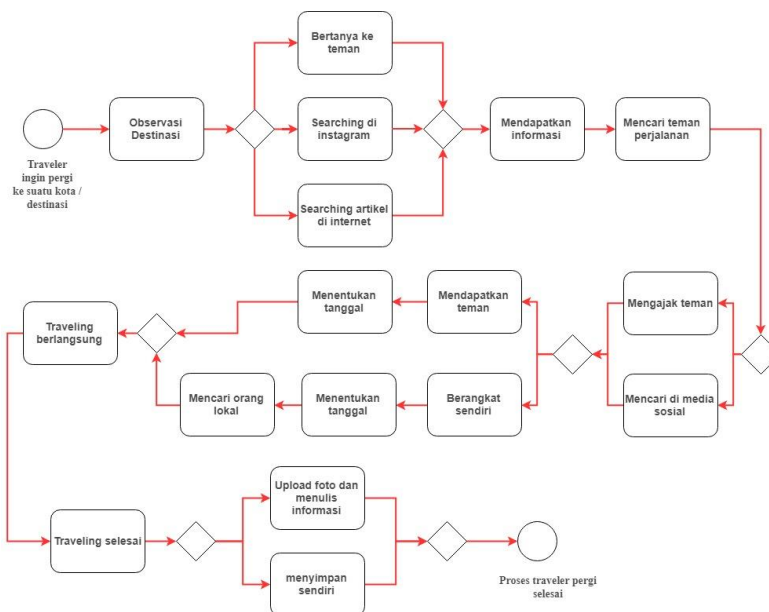 Traveler
ingin pergi
ke suatu kota /
destinasi
Observasi
Destinasi
Bertanya ke
teman
Searching di
instagram
Searching artikel
di internet
Mendapatkan
informasi
Mencari teman
perjalanan
Mengajak teman
Mencari di media
sosial
Mendapatkan
teman
Menentukan
tanggal
Berangkat
sendiri
Menentukan
tanggal
Mencari orang
lokal
Traveling
berlangsung
Traveling selesai
Upload foto dan
menulis
informasi
menyimpan
sendiri
Proses traveler pergi
selesai